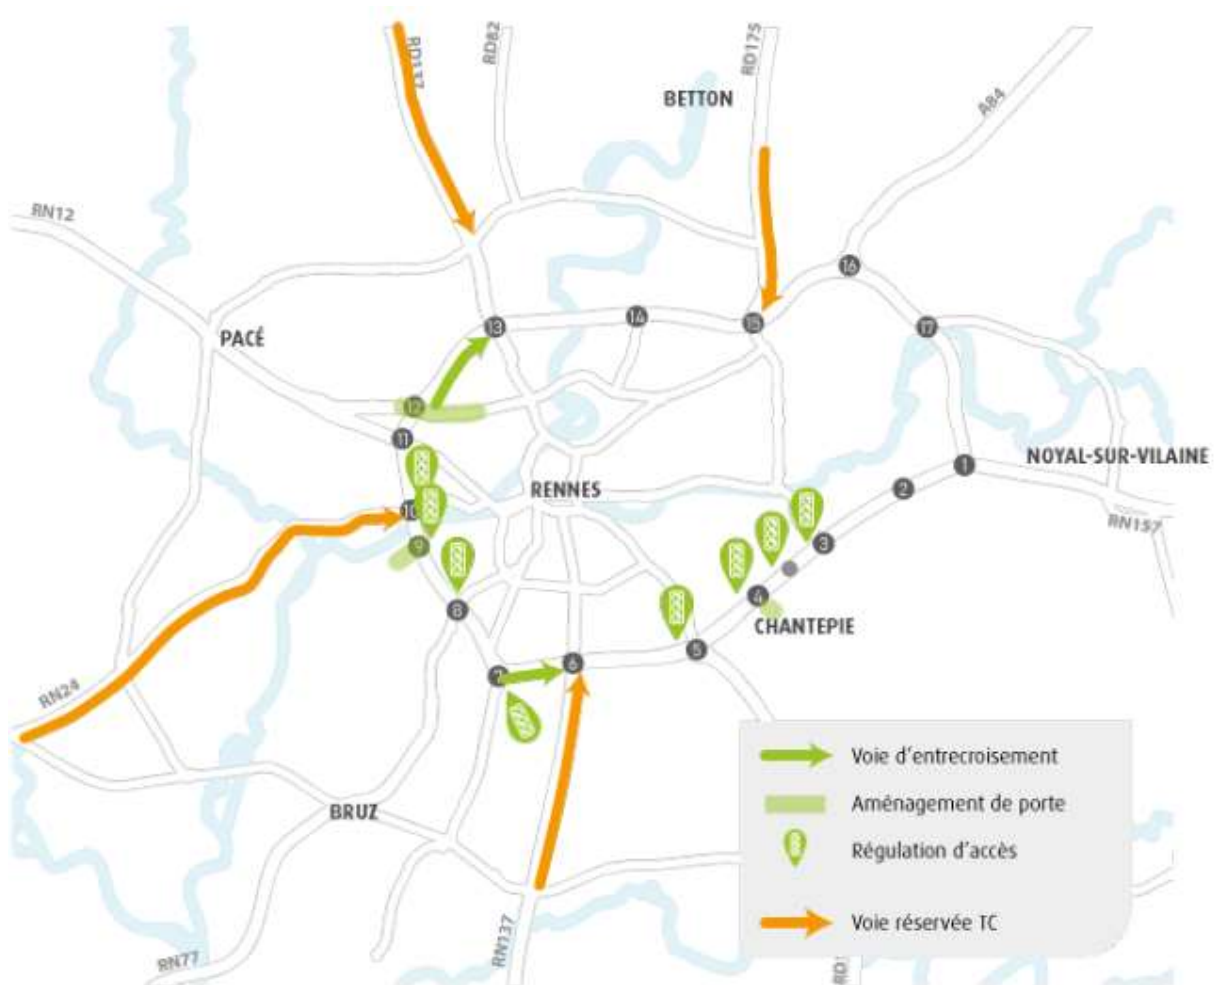 RD137
RD82
RD175
BETTON
A84
RN12
16
13
14
15
17
PACÉ
12
11
1
NOYAL-SUR-VILAINE
2
RENNES
10
RN157
9
3
4
8
CHANTEPIE
5
6
7
RN24
Voie d'entrecroisement
Aménagement de porte
BRUZ
Régulation d'accès
Voie réservée TC
RN137
RN77
RD1